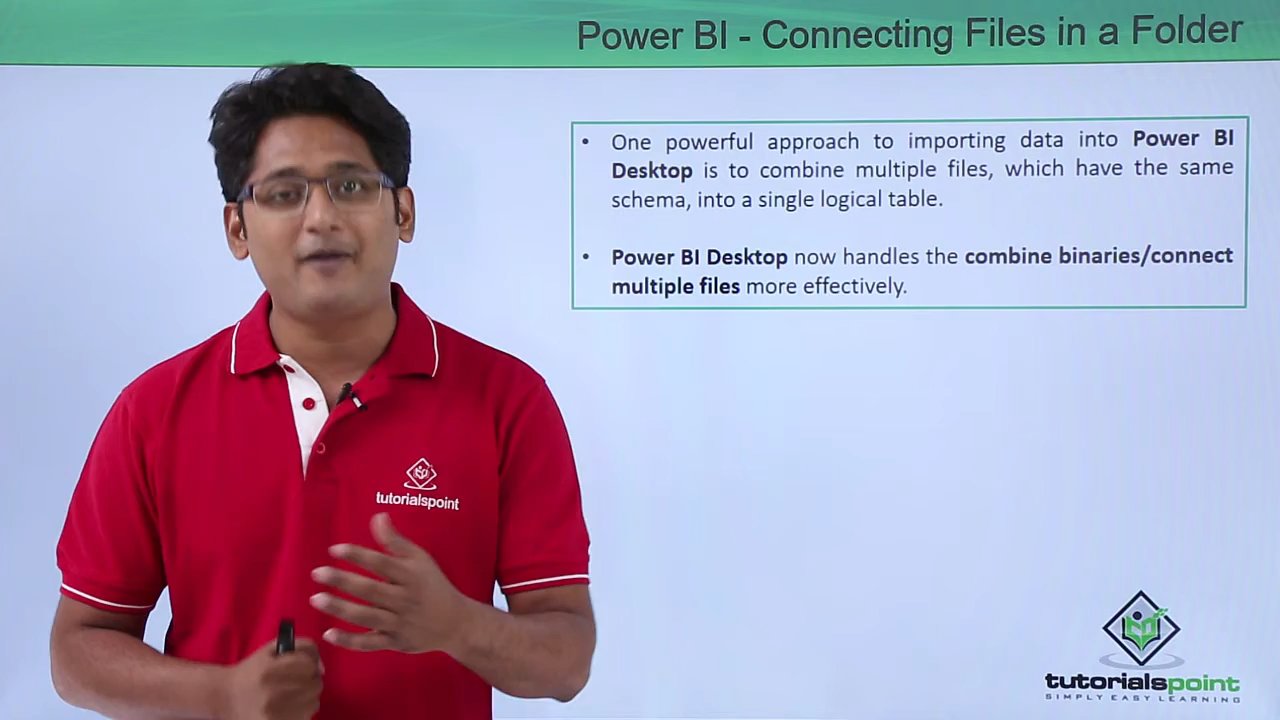 Power BI - Connecting Files in a Folder
• One powerful approach to importing data into Power BI
Desktop is to combine multiple files, which have the same
schema, into a single logical table.
• Power BI Desktop now handles the combine binaries/connect
multiple files more effectively.
tutorialspoint
tutorialspoint
SIMPLY EASY LEARNING